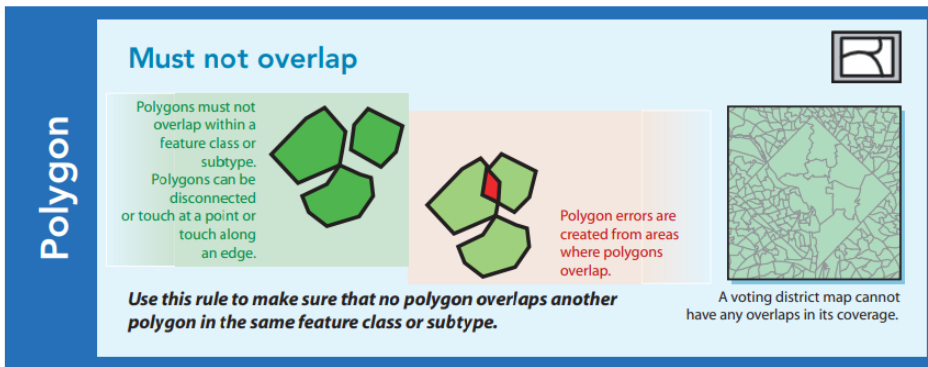 Polygon
Must not overlap
Polygons must not
overlap within a
feature class or
subtype.
Polygons can be
disconnected
or touch at a point or
touch along
an edge.
Polygon errors are
created from areas
where polygons
overlap.
Use this rule to make sure that no polygon overlaps another
polygon in the same feature class or subtype.
A voting district map cannot
have any overlaps in its coverage.